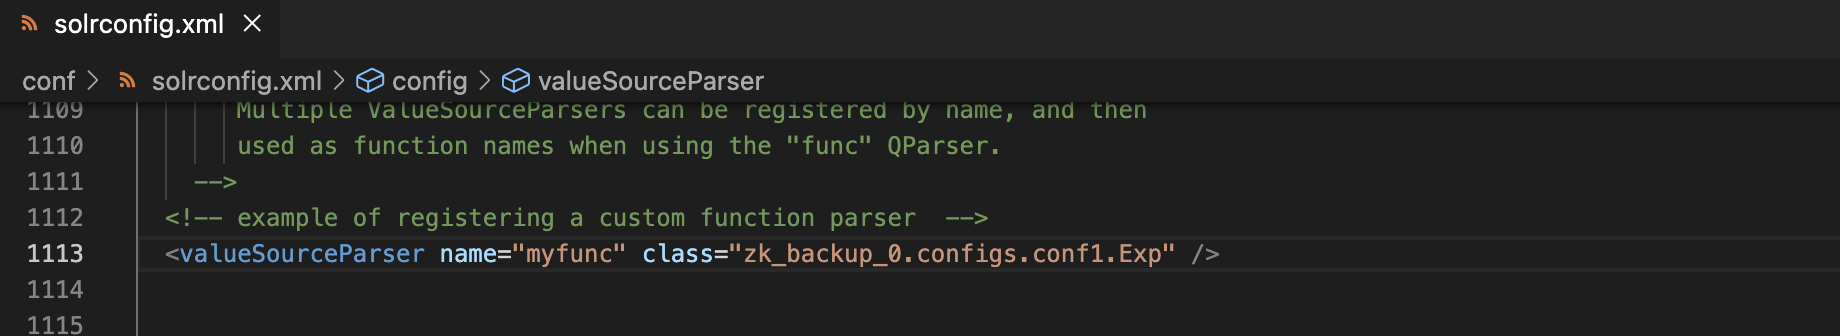 solrconfig.xml
conf > solrconfig.xml > config > valueSourceParser
1109 Multiple ValueSourceParsers can be registered by name, and then
1110 used as function names when using the "func" QParser.
1111 -->
1112 <!-- example of registering a custom function parser  -->
1113 <valueSourceParser name="myfunc" class="zk_backup_0.configs.conf1.Exp" />
1114
1115